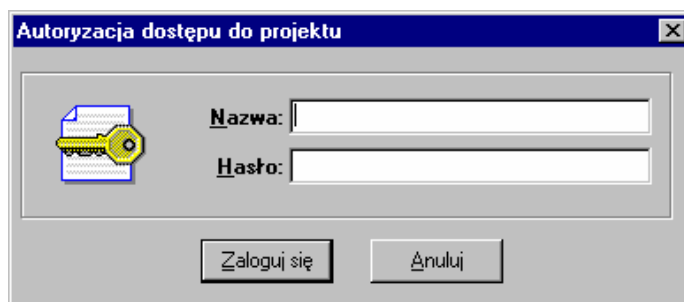 Autoryzacja dostępu do projektu
Nazwa:
Hasło:
Zaloguj się Anuluj